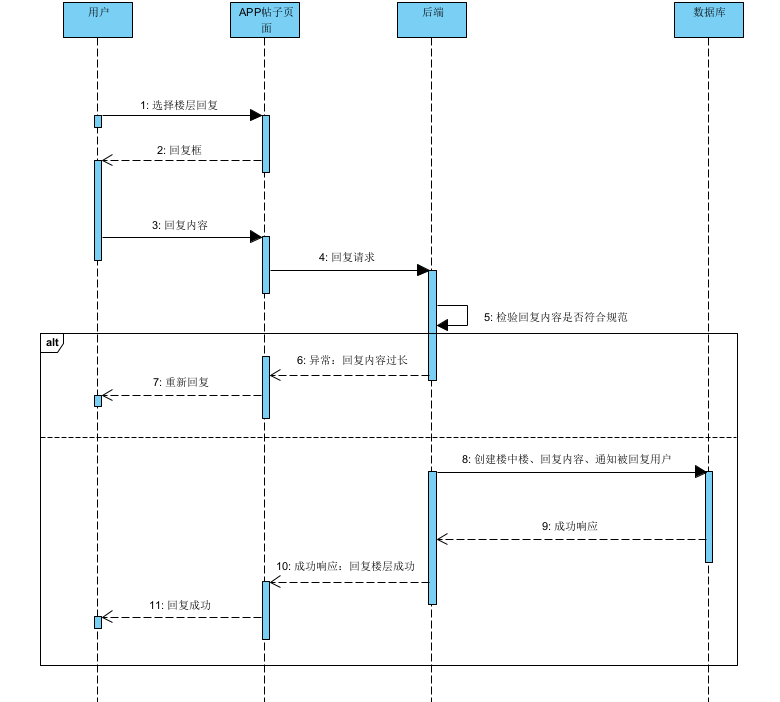 用户
APP帖子页
面
后端
数据库
1: 选择楼层回复
2: 回复框
3: 回复内容
4: 回复请求
5: 检验回复内容是否符合规范
alt
6: 异常：回复内容过长
7: 重新回复
8: 创建楼中楼、回复内容、通知被回复用户
9: 成功响应
10: 成功响应：回复楼层成功
11: 回复成功